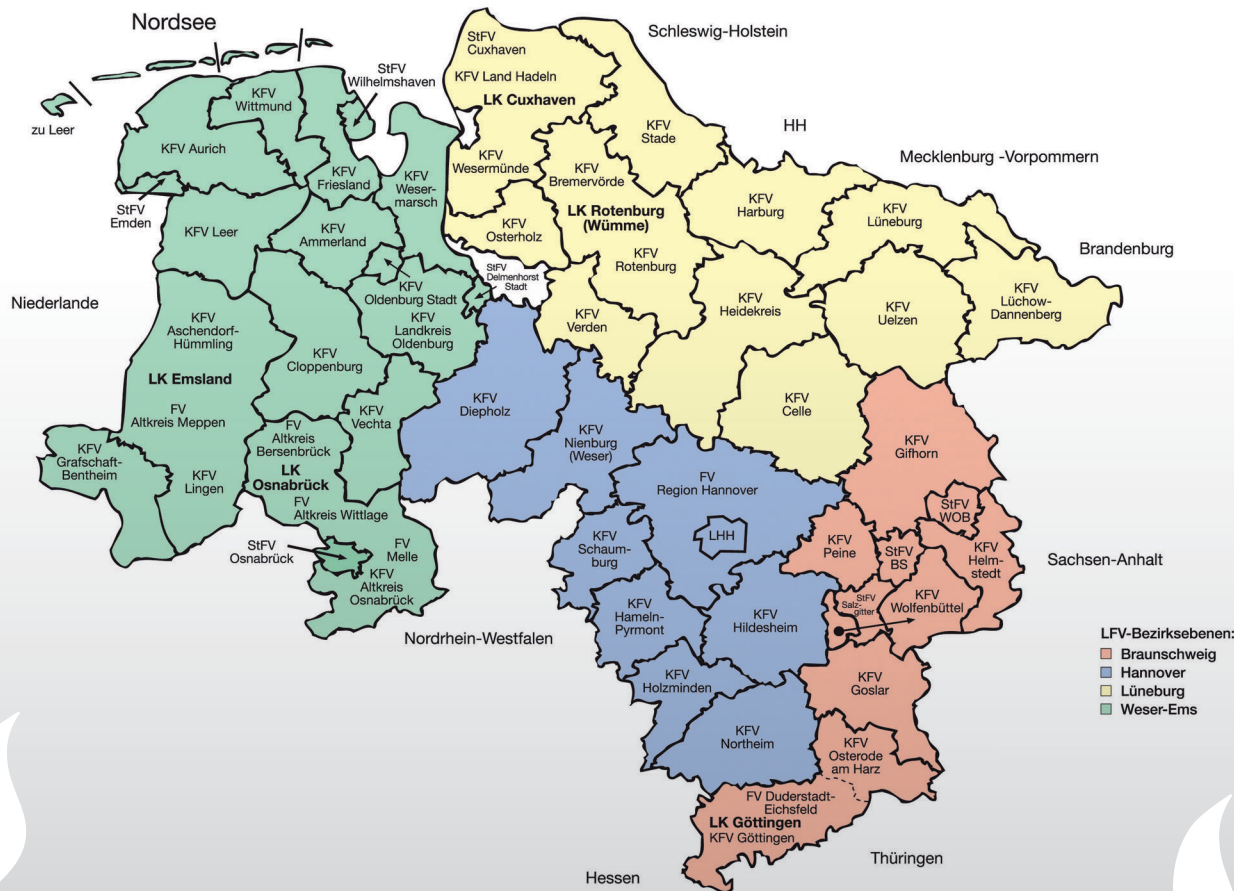 Nordsee
Schleswig-Holstein
HH
Mecklenburg -Vorpommern
Brandenburg
Niederlande
Sachsen-Anhalt
Nordrhein-Westfalen
Thüringen
Hessen
zu Leer
KFV
Wittmund
StFV
Wilhelmshaven
KFV Aurich
KFV
Friesland
KFV
Weser-
marsch
StFV
Emden
KFV Leer
KFV
Ammerland
KFV
Oldenburg Stadt
StFV
Delmenhorst
Stadt
KFV
Landkreis
Oldenburg
KFV
Aschendorf-
Hümmling
LK Emsland
FV
Altkreis Meppen
KFV
Cloppenburg
KFV
Vechta
KFV
Grafschaft-
Bentheim
KFV
Lingen
FV
Altkreis
Bersenbrück
LK
Osnabrück
FV
Altkreis Wittlage
StFV
Osnabrück
FV
Melle
KFV
Altkreis
Osnabrück
StFV
Cuxhaven
KFV Land Hadeln
LK Cuxhaven
KFV
Wesermünde
KFV
Stade
KFV
Bremervörde
LK Rotenburg
(Wümme)
KFV
Rotenburg
KFV
Osterholz
KFV
Harburg
KFV
Lüneburg
KFV
Lüchow-
Dannenberg
KFV
Uelzen
KFV
Heidekreis
KFV
Verden
KFV
Celle
KFV
Diepholz
KFV
Nienburg
(Weser)
FV
Region Hannover
LHH
KFV
Schaum-
burg
KFV
Hameln-
Pyrmont
KFV
Hildesheim
KFV
Holzminden
KFV
Northeim
KFV
Gifhorn
StFV
WOB
KFV
Peine
StFV
BS
KFV
Helm-
stedt
StFV
Salz-
gitter
KFV
Wolfenbüttel
KFV
Goslar
KFV
Osterode
am Harz
FV Duderstadt-
Eichsfeld
LK Göttingen
KFV Göttingen
LFV-Bezirksebenen:
Braunschweig
Hannover
Lüneburg
Weser-Ems